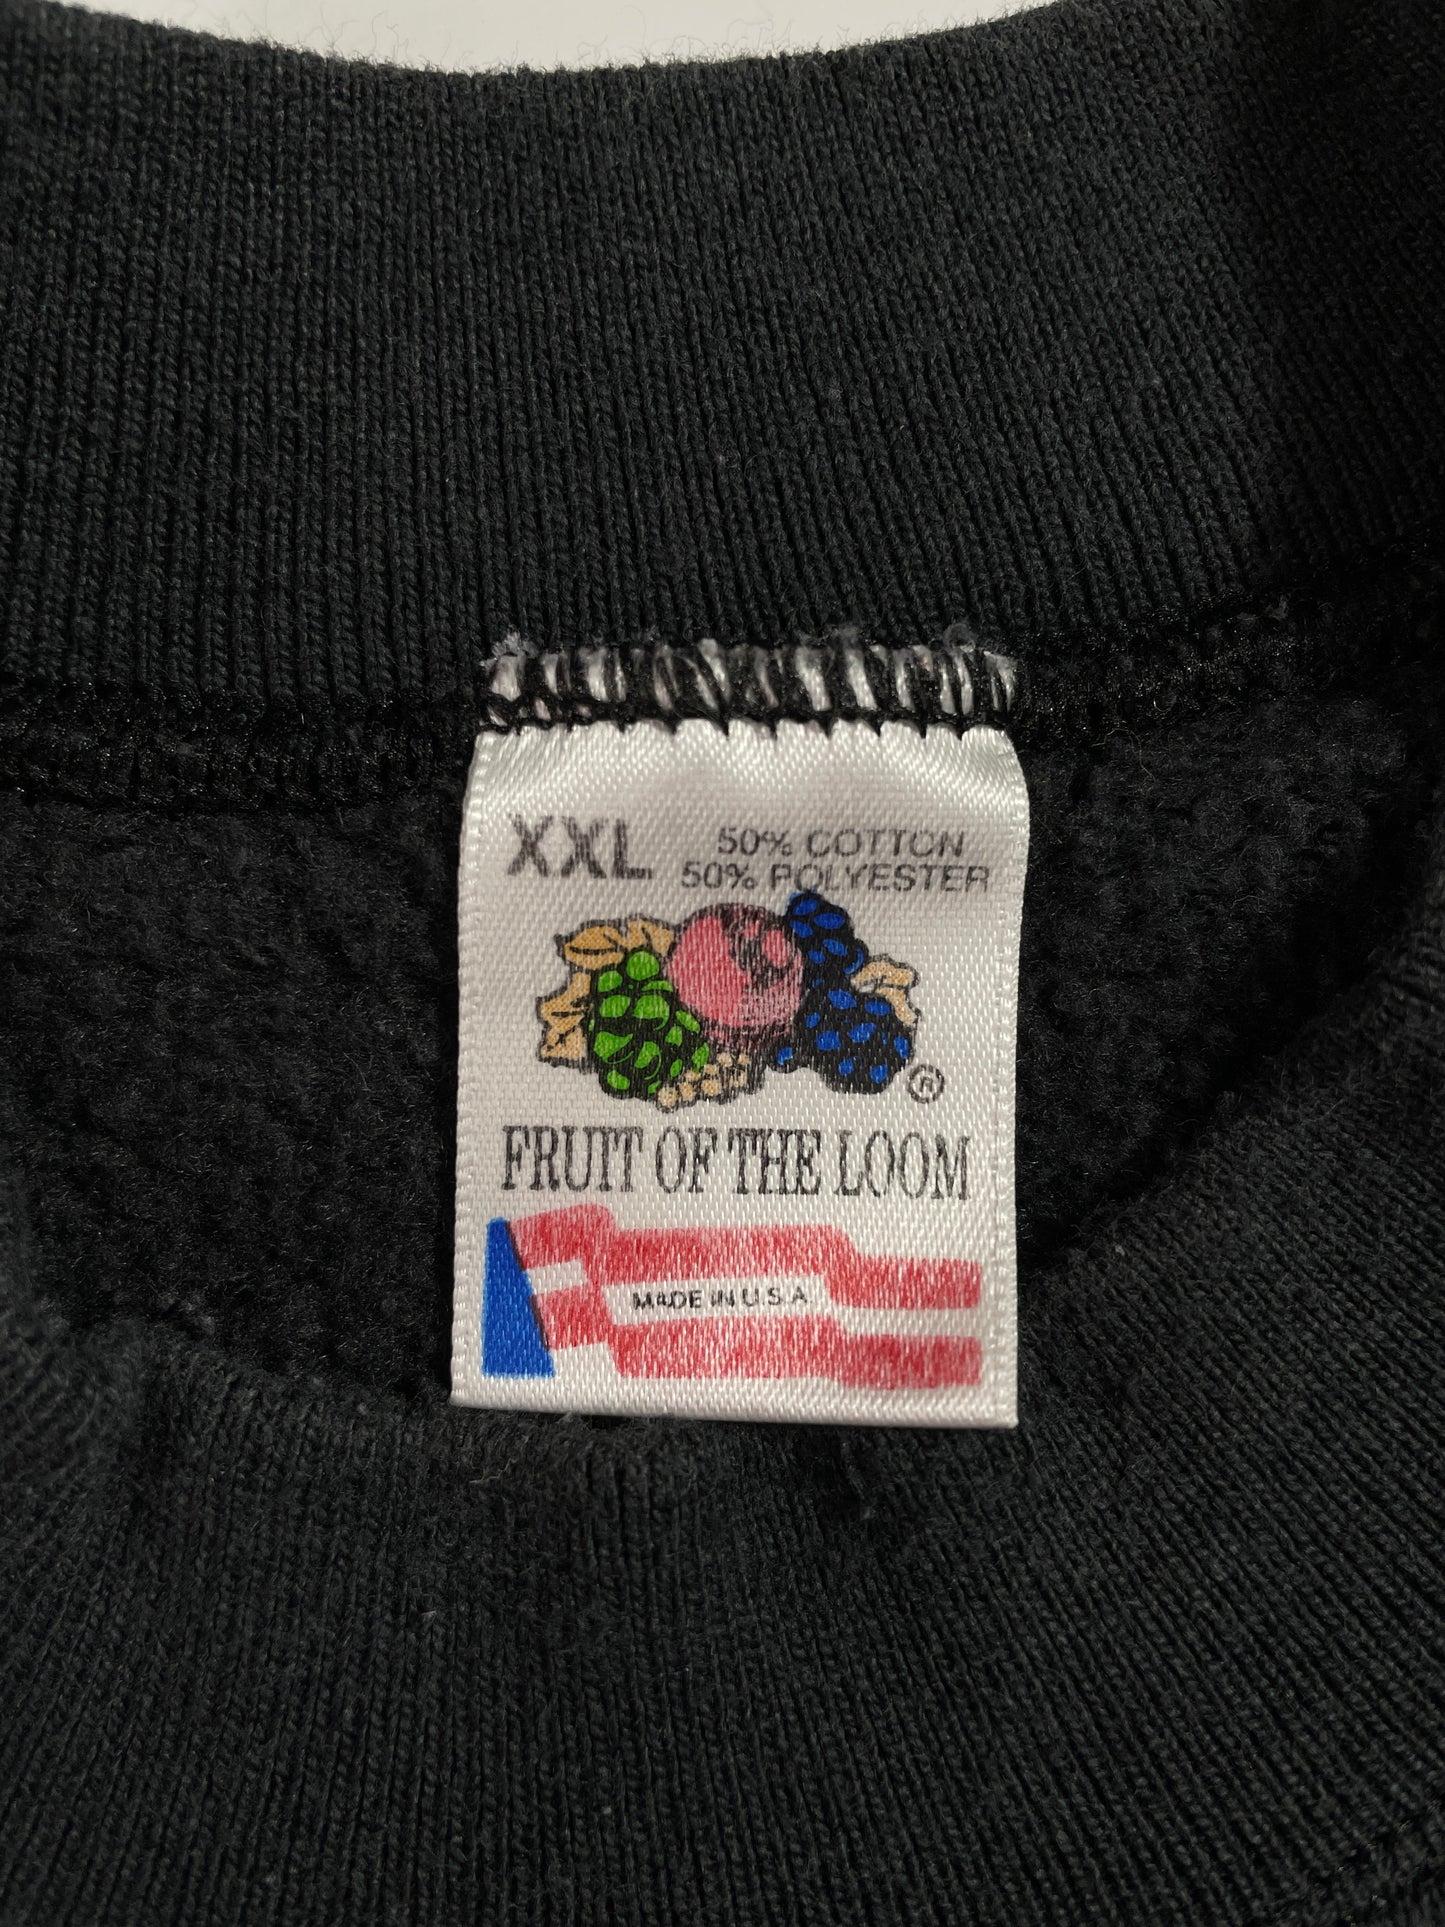 XXL 50% COTTON
50% POLYESTER
®
FRUIT OF THE LOOM
MADE IN U.S.A